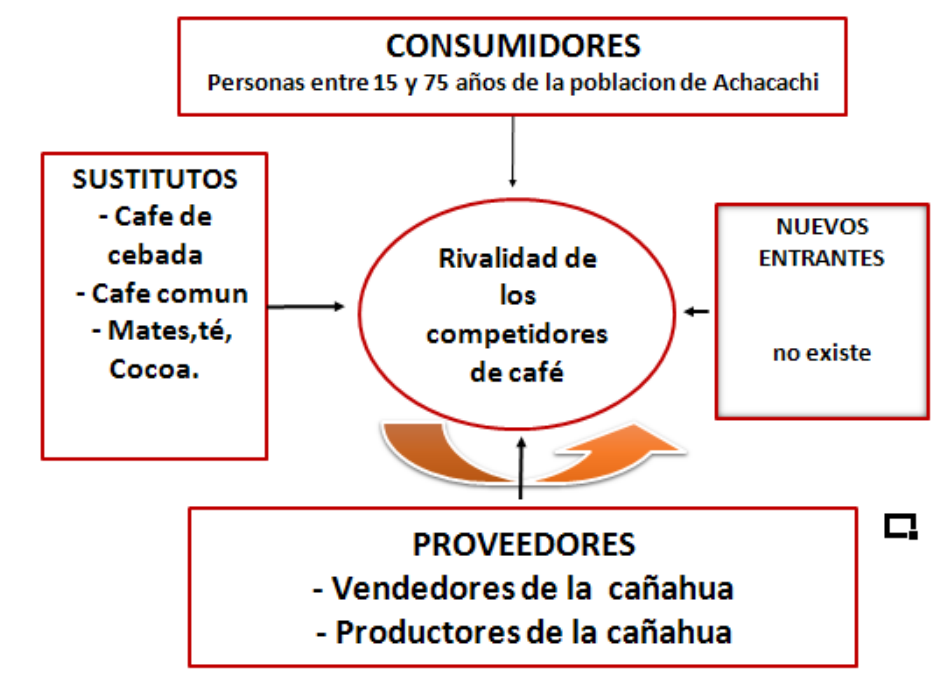 CONSUMIDORES
Personas entre 15 y 75 años de la poblacion de Achacachi
SUSTITUTOS
- Cafe de
cebada
- Cafe comun
- Mates,té,
Cocoa.
Rivalidad de
los
competidores
de café
NUEVOS
ENTRANTES
no existe
PROVEEDORES
- Vendedores de la cañahua
- Productores de la cañahua